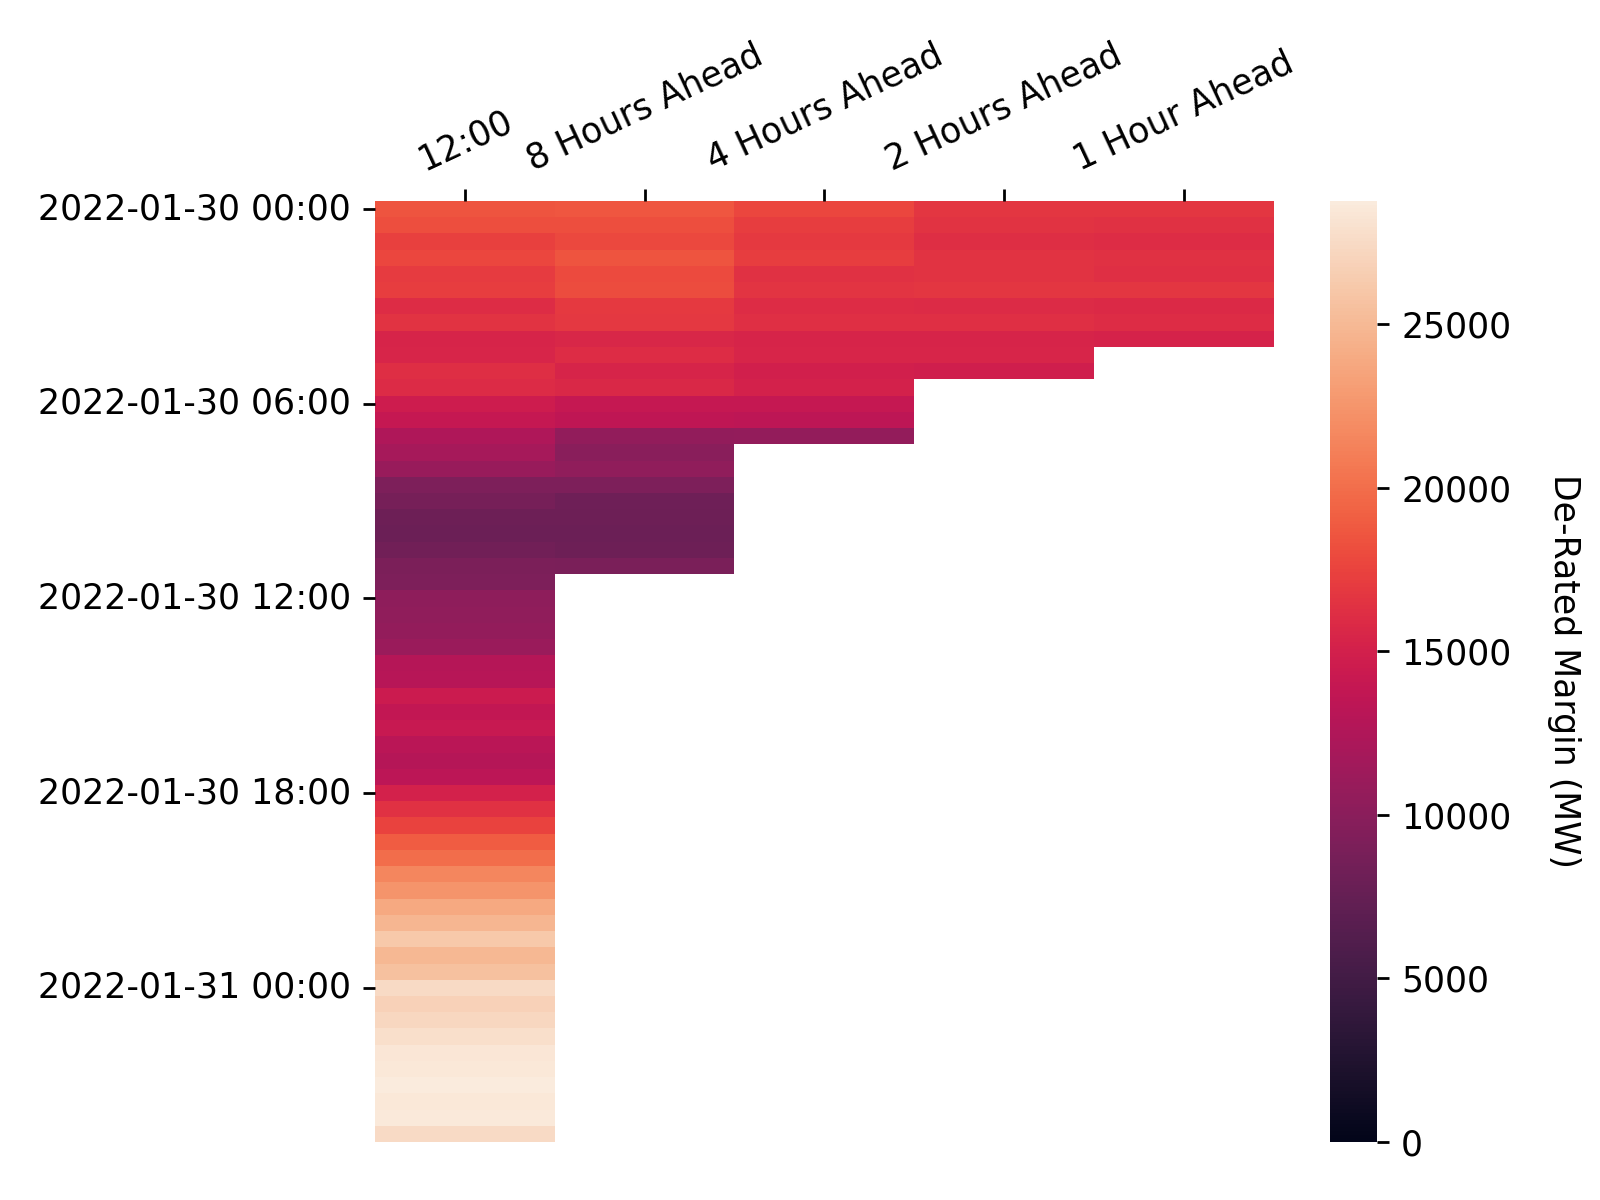 12:00
8 Hours Ahead
4 Hours Ahead
2 Hours Ahead
1 Hour Ahead
2022-01-30 00:00
2022-01-30 06:00
2022-01-30 12:00
2022-01-30 18:00
2022-01-31 00:00
25000
20000
15000
10000
5000
0
De-Rated Margin (MW)